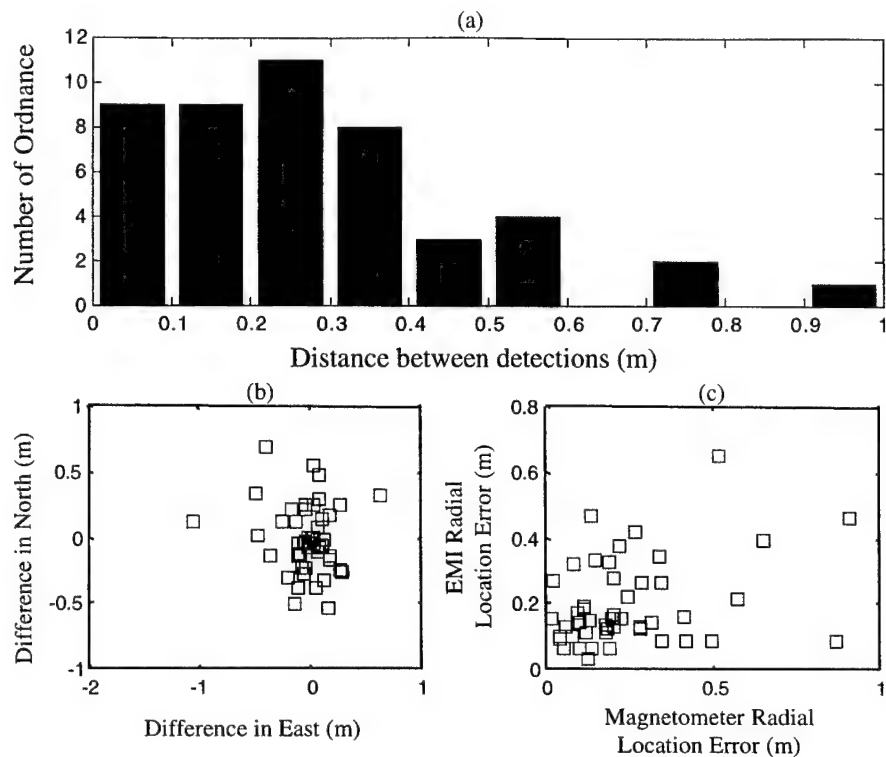 (a)
12
10
8
6
4
2
0
Number of Ordnance
0 0.1 0.2 0.3 0.4 0.5 0.6 0.7 0.8 0.9 1
Distance between detections (m)
(b)
1
0.5
0
-0.5
-1
Difference in North (m)
-2 -1 0 1
Difference in East (m)
(c)
0.8
0.6
0.4
0.2
0
EMI Radial
Location Error (m)
0 0.5 1
Magnetometer Radial
Location Error (m)